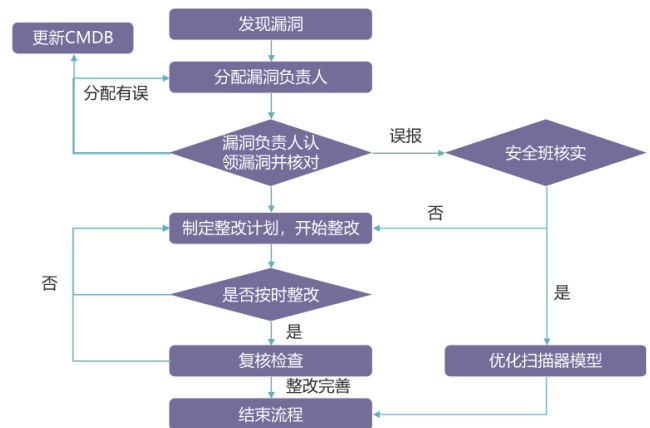 发现漏洞
更新CMDB
分配漏洞负责人
分配有误
漏洞负责人认
领漏洞并核对
误报
安全班核实
制定整改计划，开始整改
否
否
是否按时整改
是
是
复核检查
优化扫描器模型
整改完善
结束流程